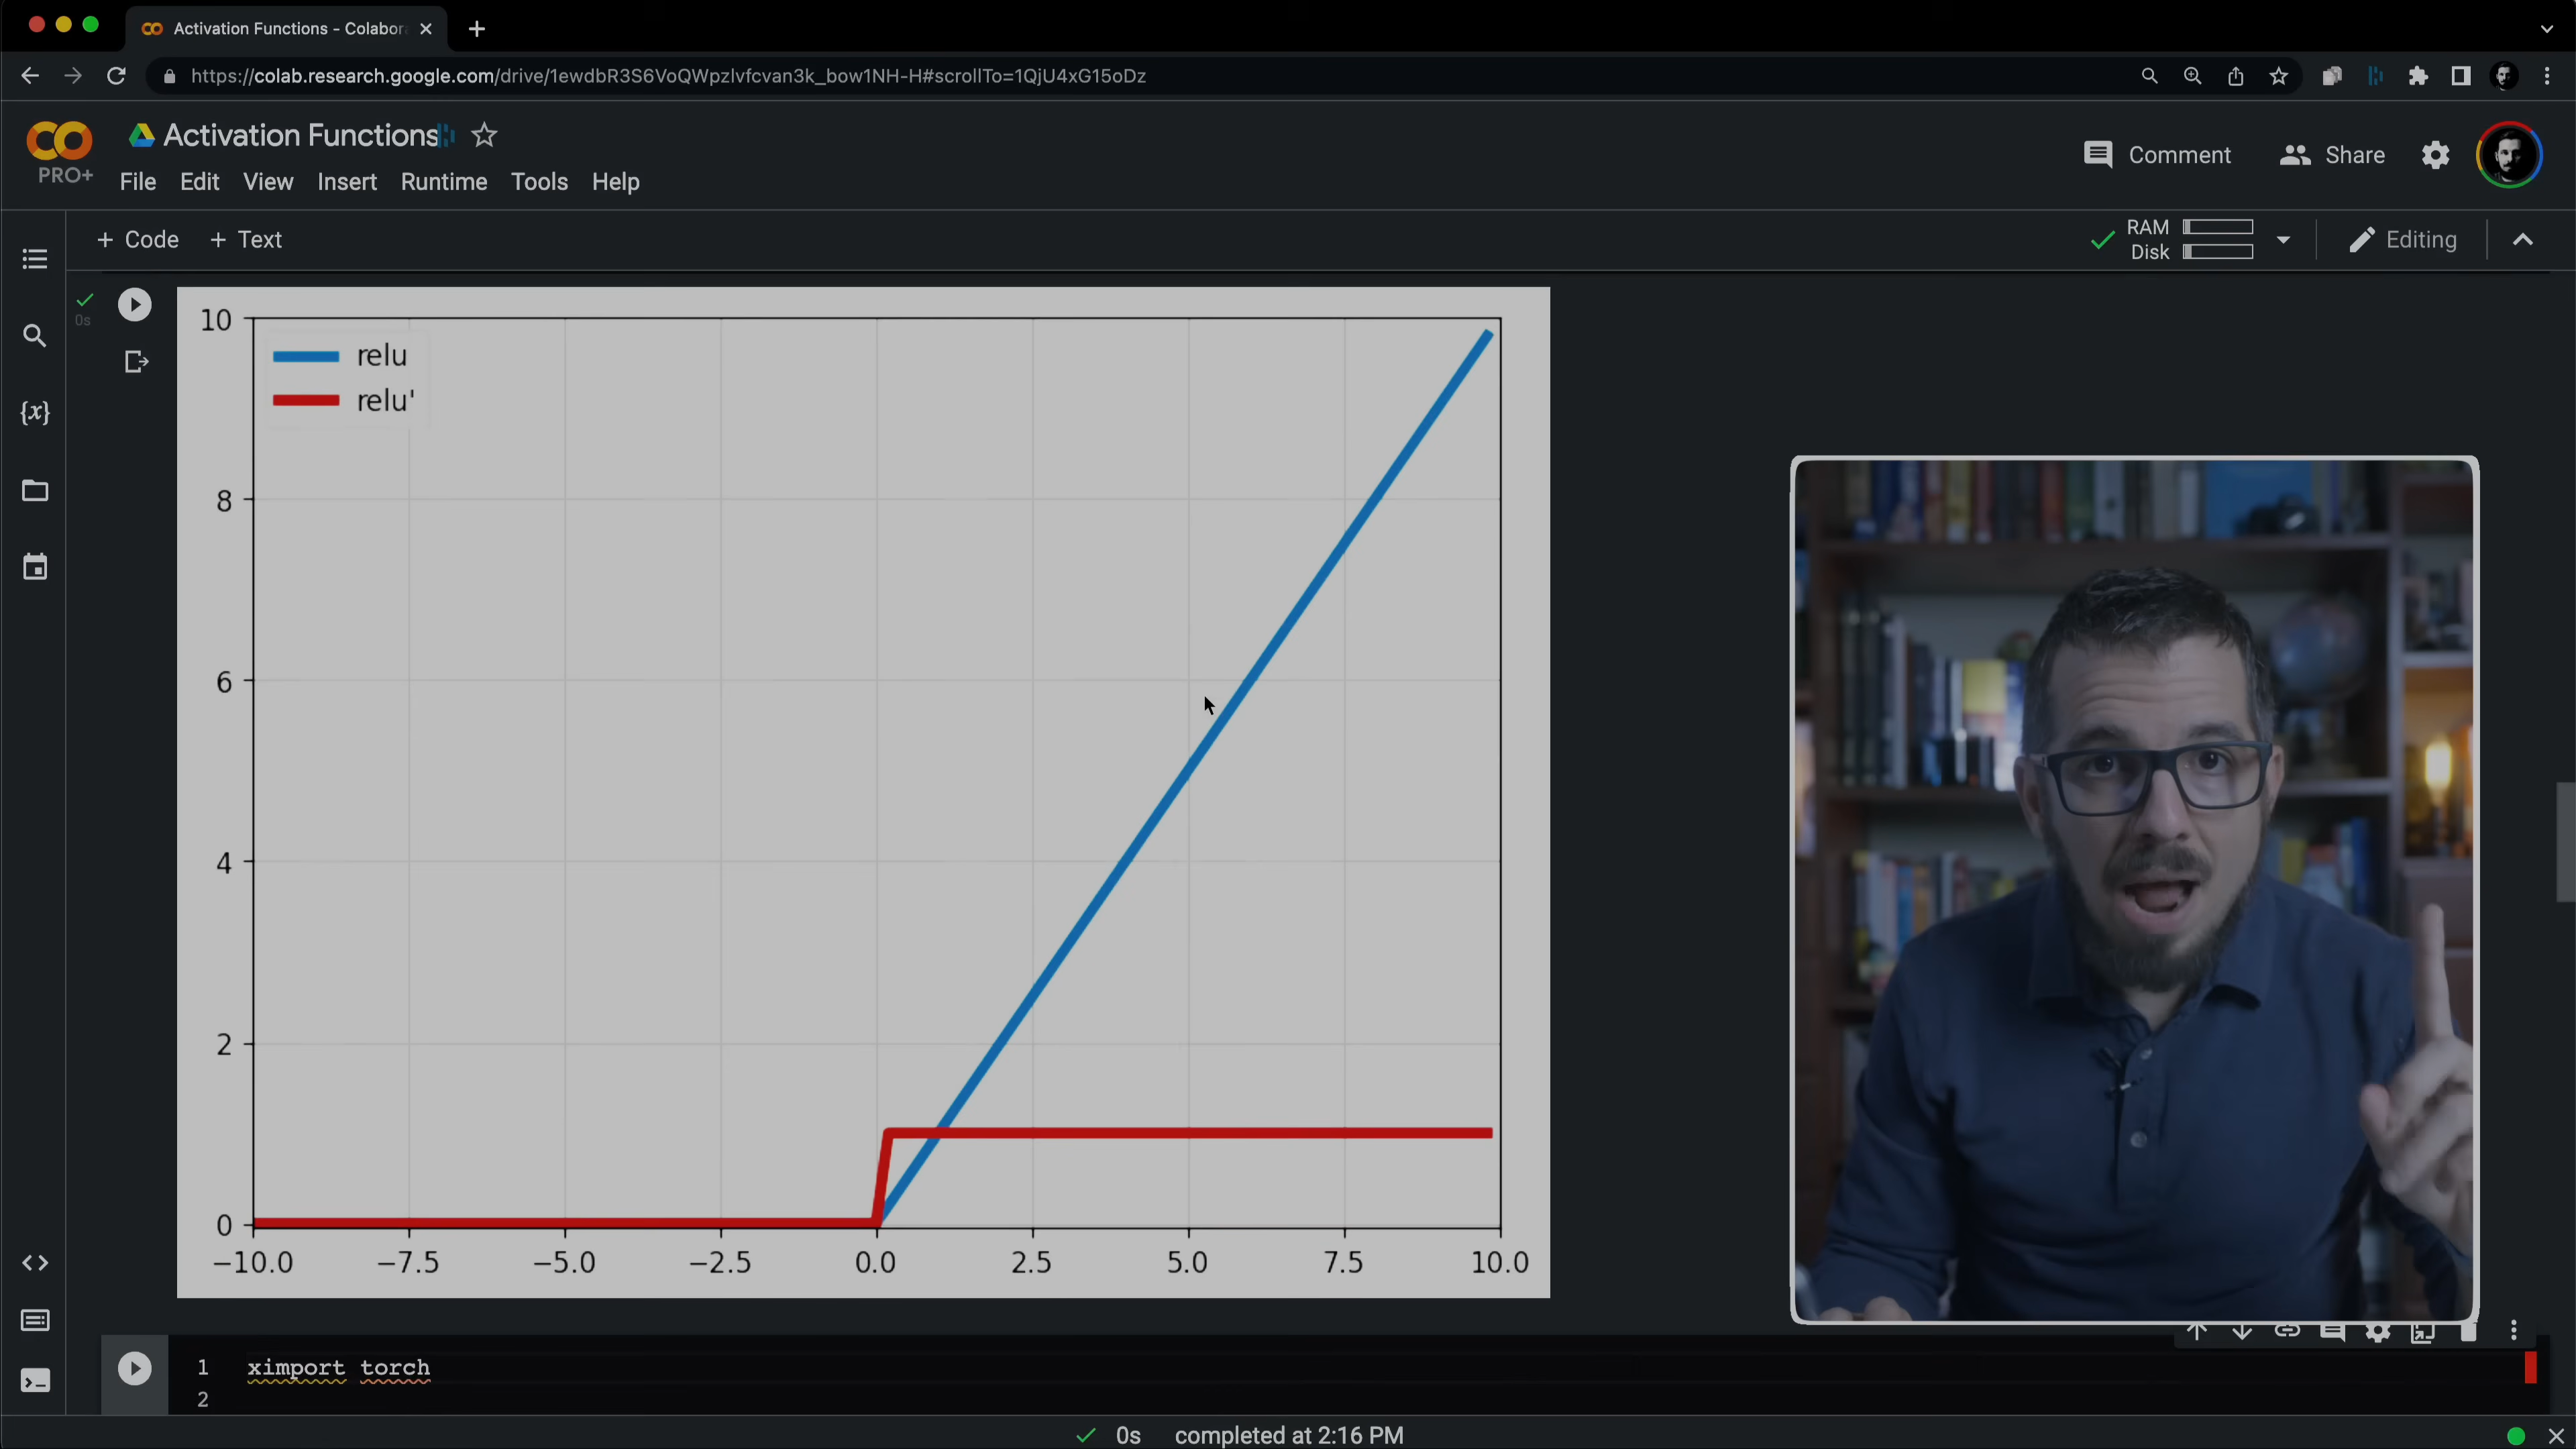 Activation Functions - Colabor
https://colab.research.google.com/drive/1ewdbR3S6VoQWpzlvfcvan3k_bow1NH-H#scrollTo=1QjU4xG15oDz
Activation Functions
PRO+
File Edit View Insert Runtime Tools Help
Comment Share
+ Code + Text
RAM
Disk
Editing
0s
10
8
6
4
2
0
relu
relu'
−10.0 −7.5 −5.0 −2.5 0.0 2.5 5.0 7.5 10.0
1 ximport torch
2
0s completed at 2:16 PM